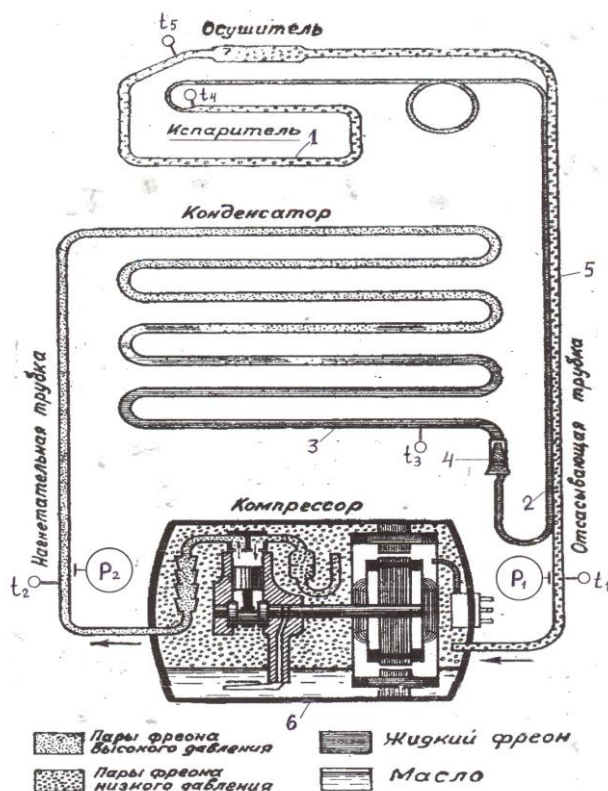 t5
Осушитель
t4
Испаритель
1
Конденсатор
5
Нагнетательная трубка
Отсасывающая трубка
3
t3
4
2
Компрессор
t2
P2
P1
t1
6
Пары фреона
высокого давления
Жидкий фреон
Пары фреона
низкого давления
Масло